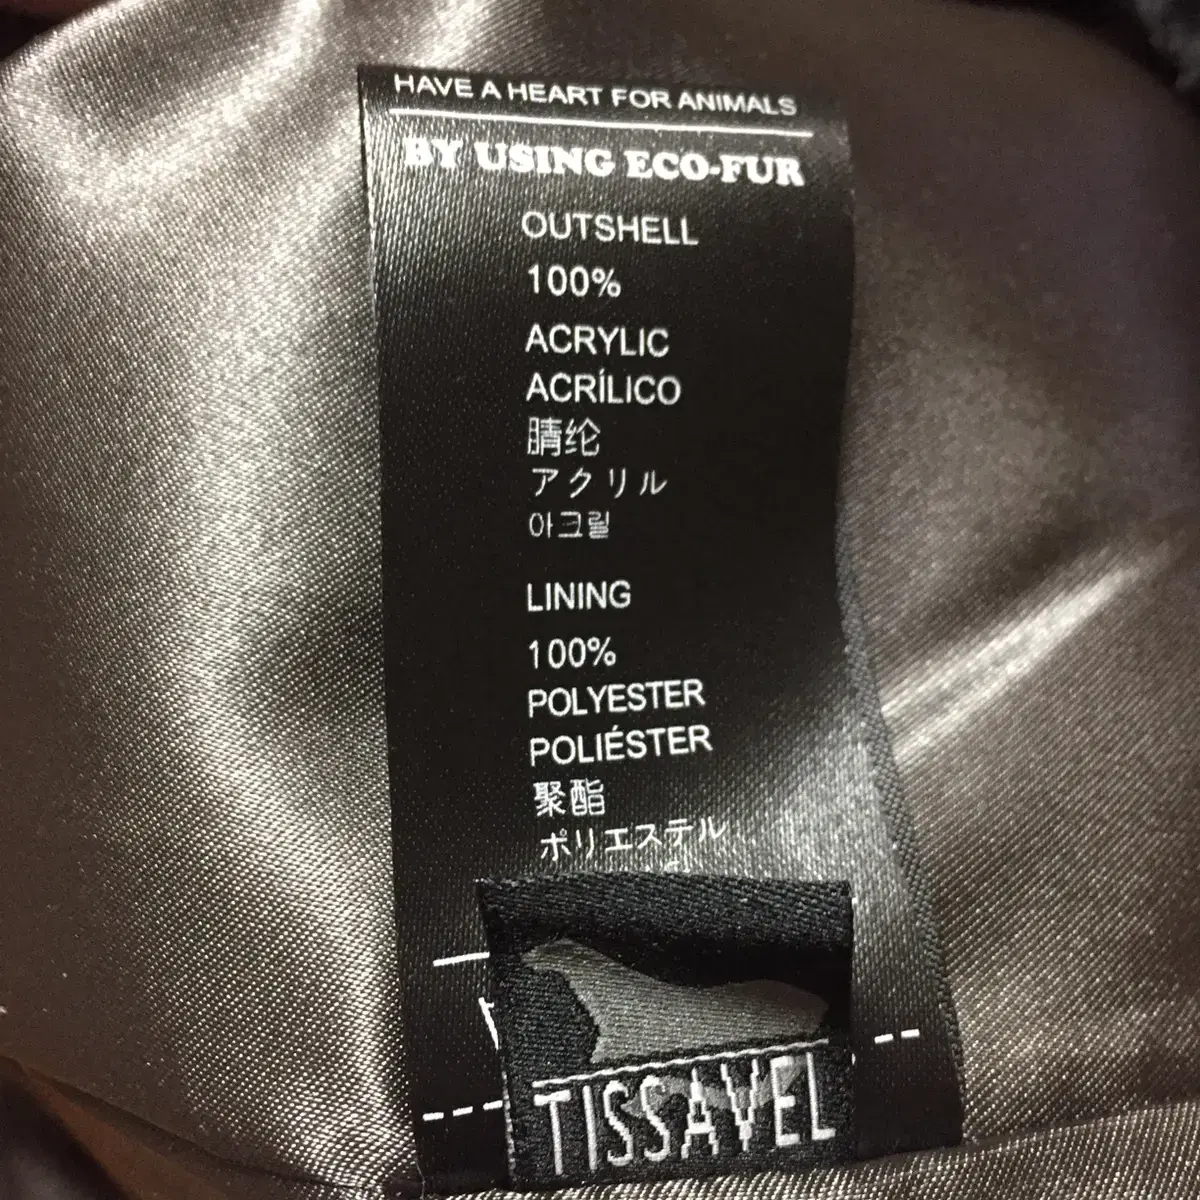 HAVE A HEART FOR ANIMALS
BY USING ECO-FUR
OUTSHELL
100%
ACRYLIC
ACRÍLICO
腈纶
アクリル
아크릴
LINING
100%
POLYESTER
POLIÉSTER
聚酯
ポリエステル
TISSAVEL